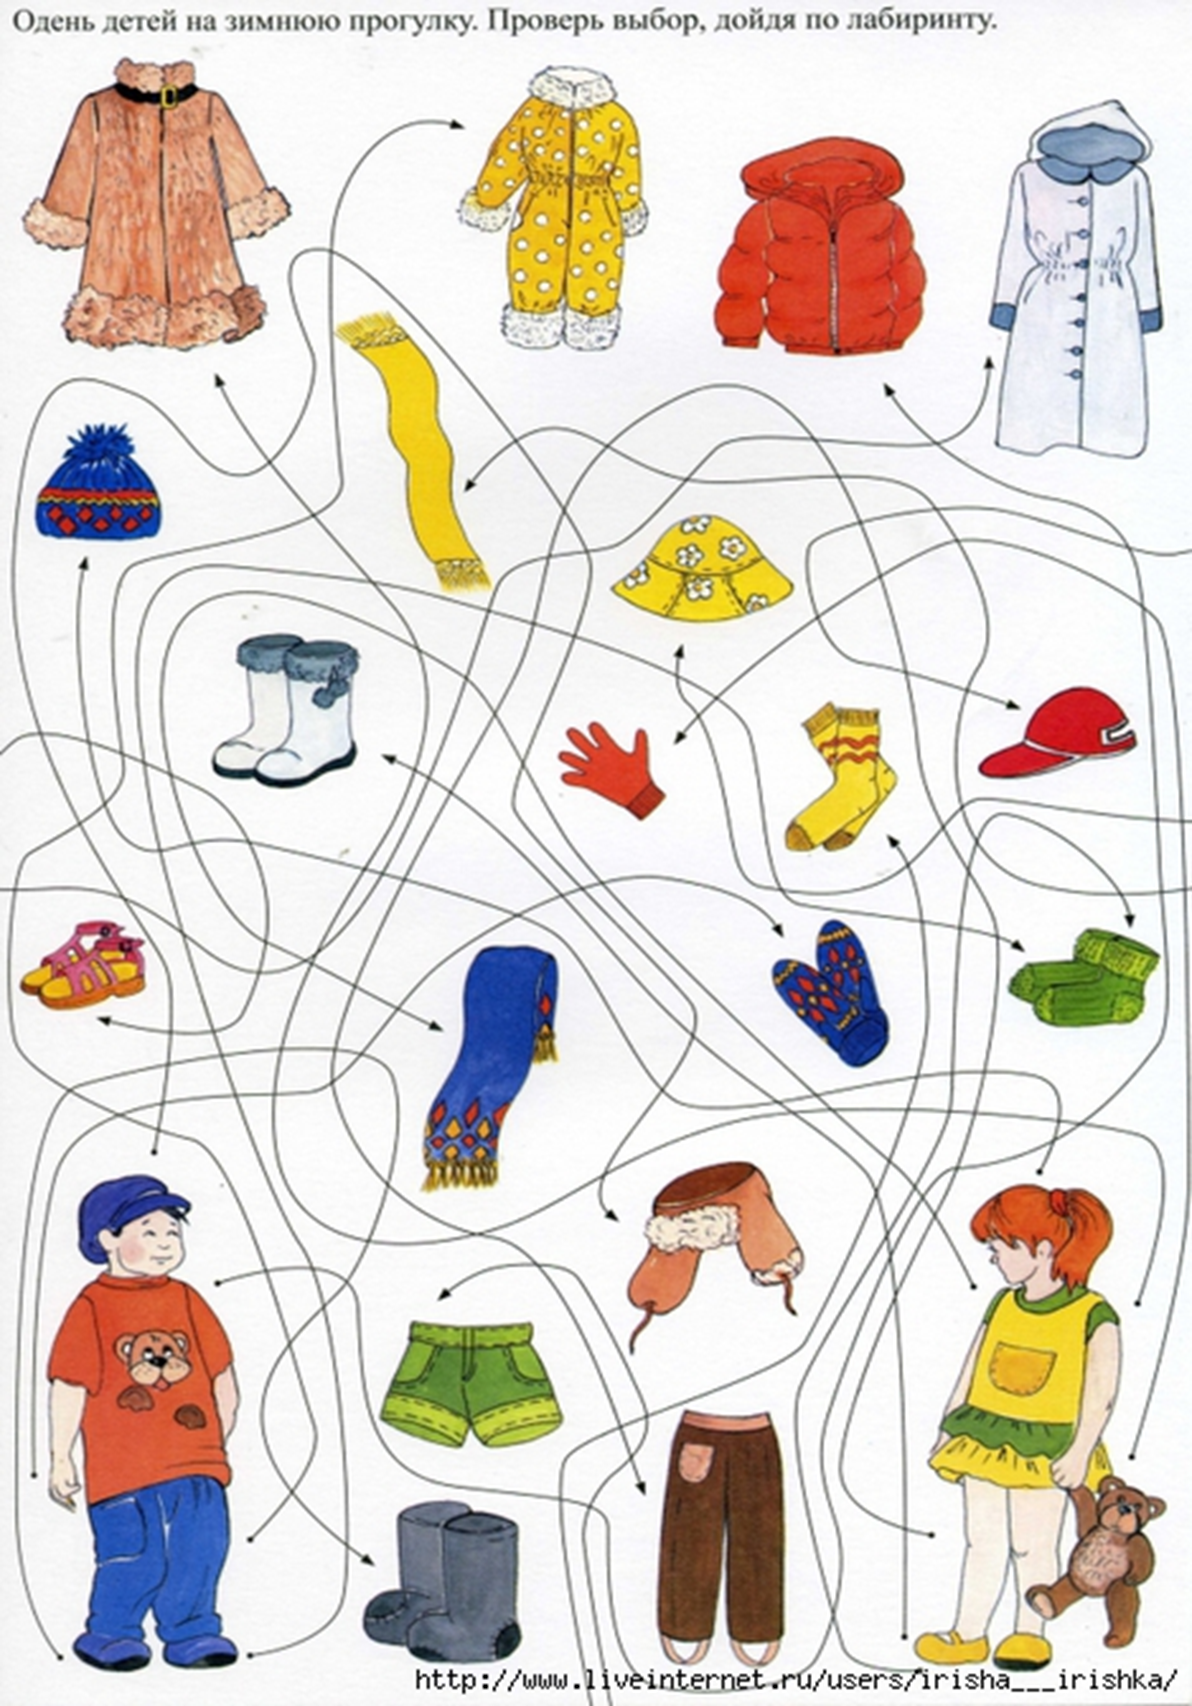 Одень детей на зимнюю прогулку. Проверь выбор, дойдя по лабиринту.
http://www.liveinternet.ru/users/irisha___irishka/